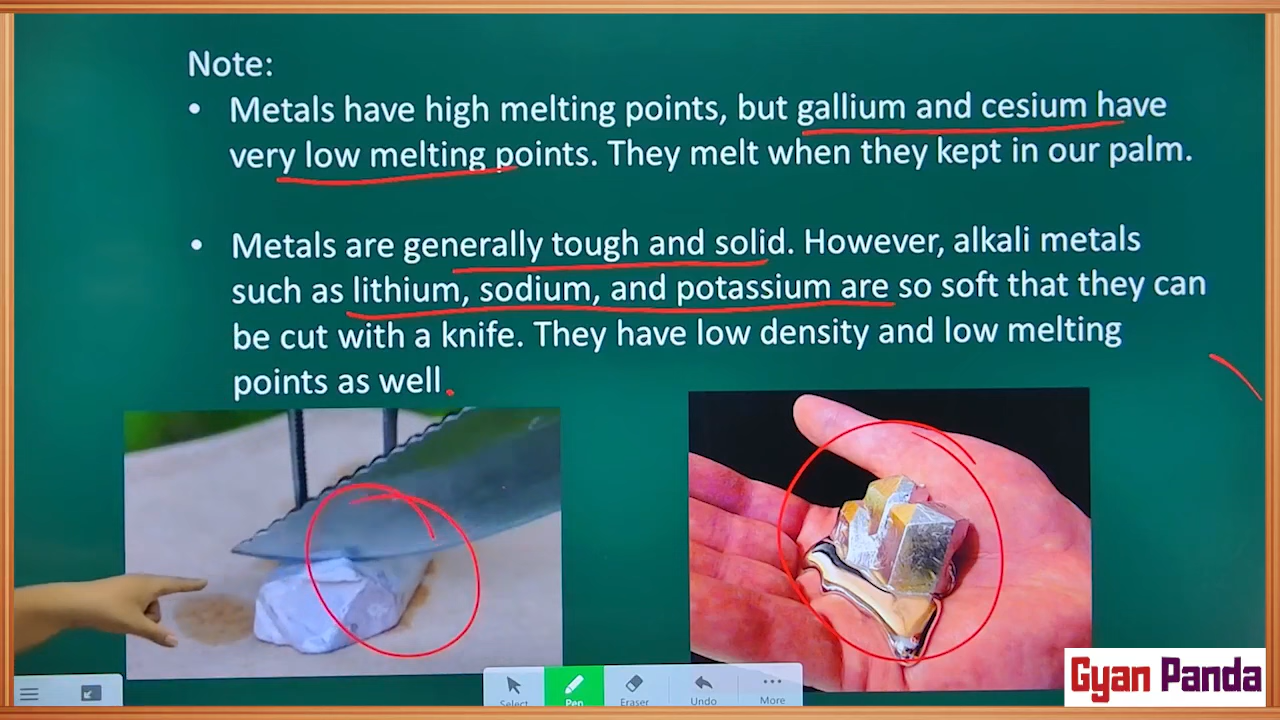 Note:
• Metals have high melting points, but gallium and cesium have
very low melting points. They melt when they kept in our palm.
• Metals are generally tough and solid. However, alkali metals
such as lithium, sodium, and potassium are so soft that they can
be cut with a knife. They have low density and low melting
points as well.
Select
Pen
Eraser
Undo
More
Gyan Panda